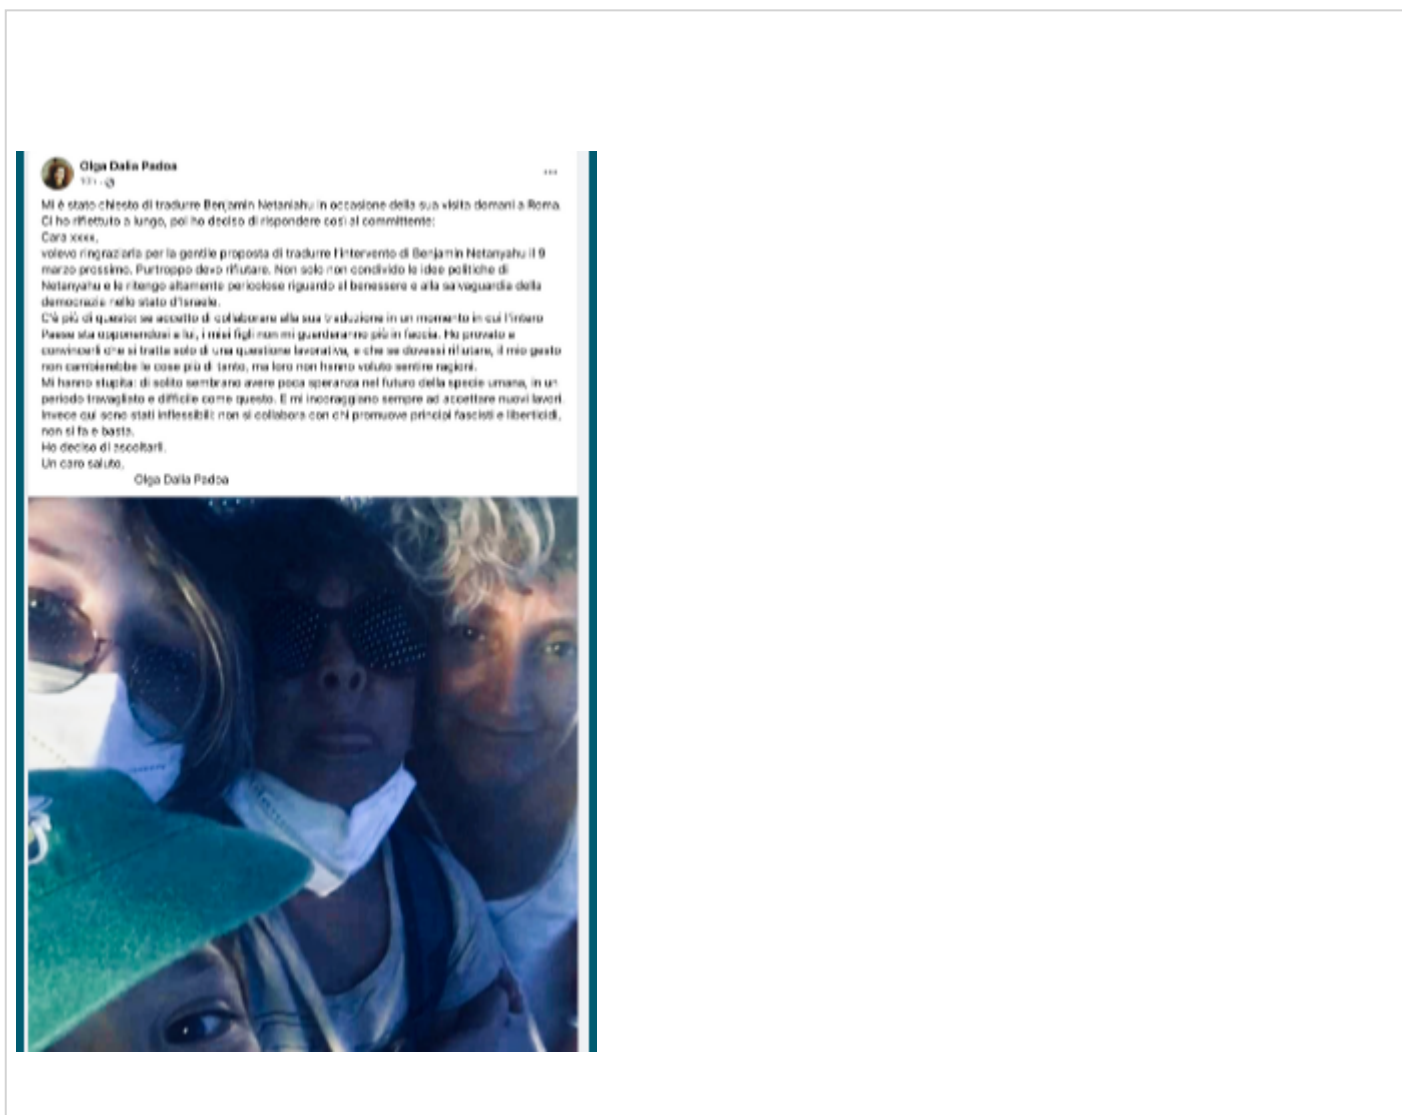 Olga Dalia Padoa
Mi è stato chiesto di tradurre Benjamin Netaniahu in occasione della sua visita domani a Roma.
Ci ho riflettuto a lungo, poi ho deciso di rispondere così al committente:
Cara xxxx,
volevo ringraziarla per la gentile proposta di tradurre l'intervento di Benjamin Netanyahu il 9
marzo prossimo. Purtroppo devo rifiutare. Non solo non condivido le idee politiche di
Netanyahu e le ritengo altamente pericolose riguardo al benessere e alla salvaguardia della
democrazia nello stato d'Israele.
C'è più di questo: se accetto di collaborare alla sua traduzione in un momento in cui l'intero
Paese sta opponendosi a lui, i miei figli non mi guarderanno più in faccia. Ho provato a
convincerli che si tratta solo di una questione lavorativa, e che se dovessi rifiutare, il mio gesto
non cambierebbe le cose più di tanto, ma loro non hanno voluto sentire ragioni.
Mi hanno stupita: di solito sembrano avere poca speranza nel futuro della specie umana, in un
periodo travagliato e difficile come questo. E mi incoraggiano sempre ad accettare nuovi lavori.
Invece qui sono stati inflessibili: non si collabora con chi promuove principi fascisti e liberticidi,
non si fa e basta.
Ho deciso di ascoltarli.
Un caro saluto,
Olga Dalia Padoa